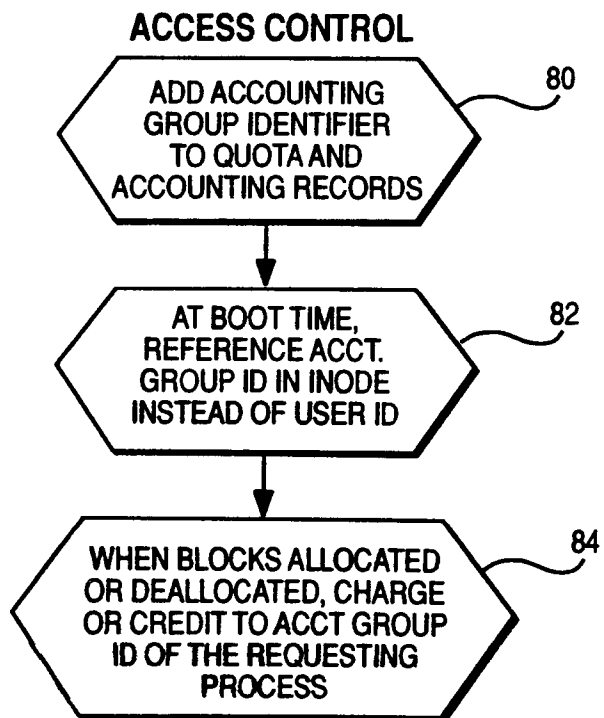 ACCESS CONTROL
ADD ACCOUNTING
GROUP IDENTIFIER
TO QUOTA AND
ACCOUNTING RECORDS
80
AT BOOT TIME,
REFERENCE ACCT.
GROUP ID IN INODE
INSTEAD OF USER ID
82
WHEN BLOCKS ALLOCATED
OR DEALLOCATED, CHARGE
OR CREDIT TO ACCT GROUP
ID OF THE REQUESTING
PROCESS
84